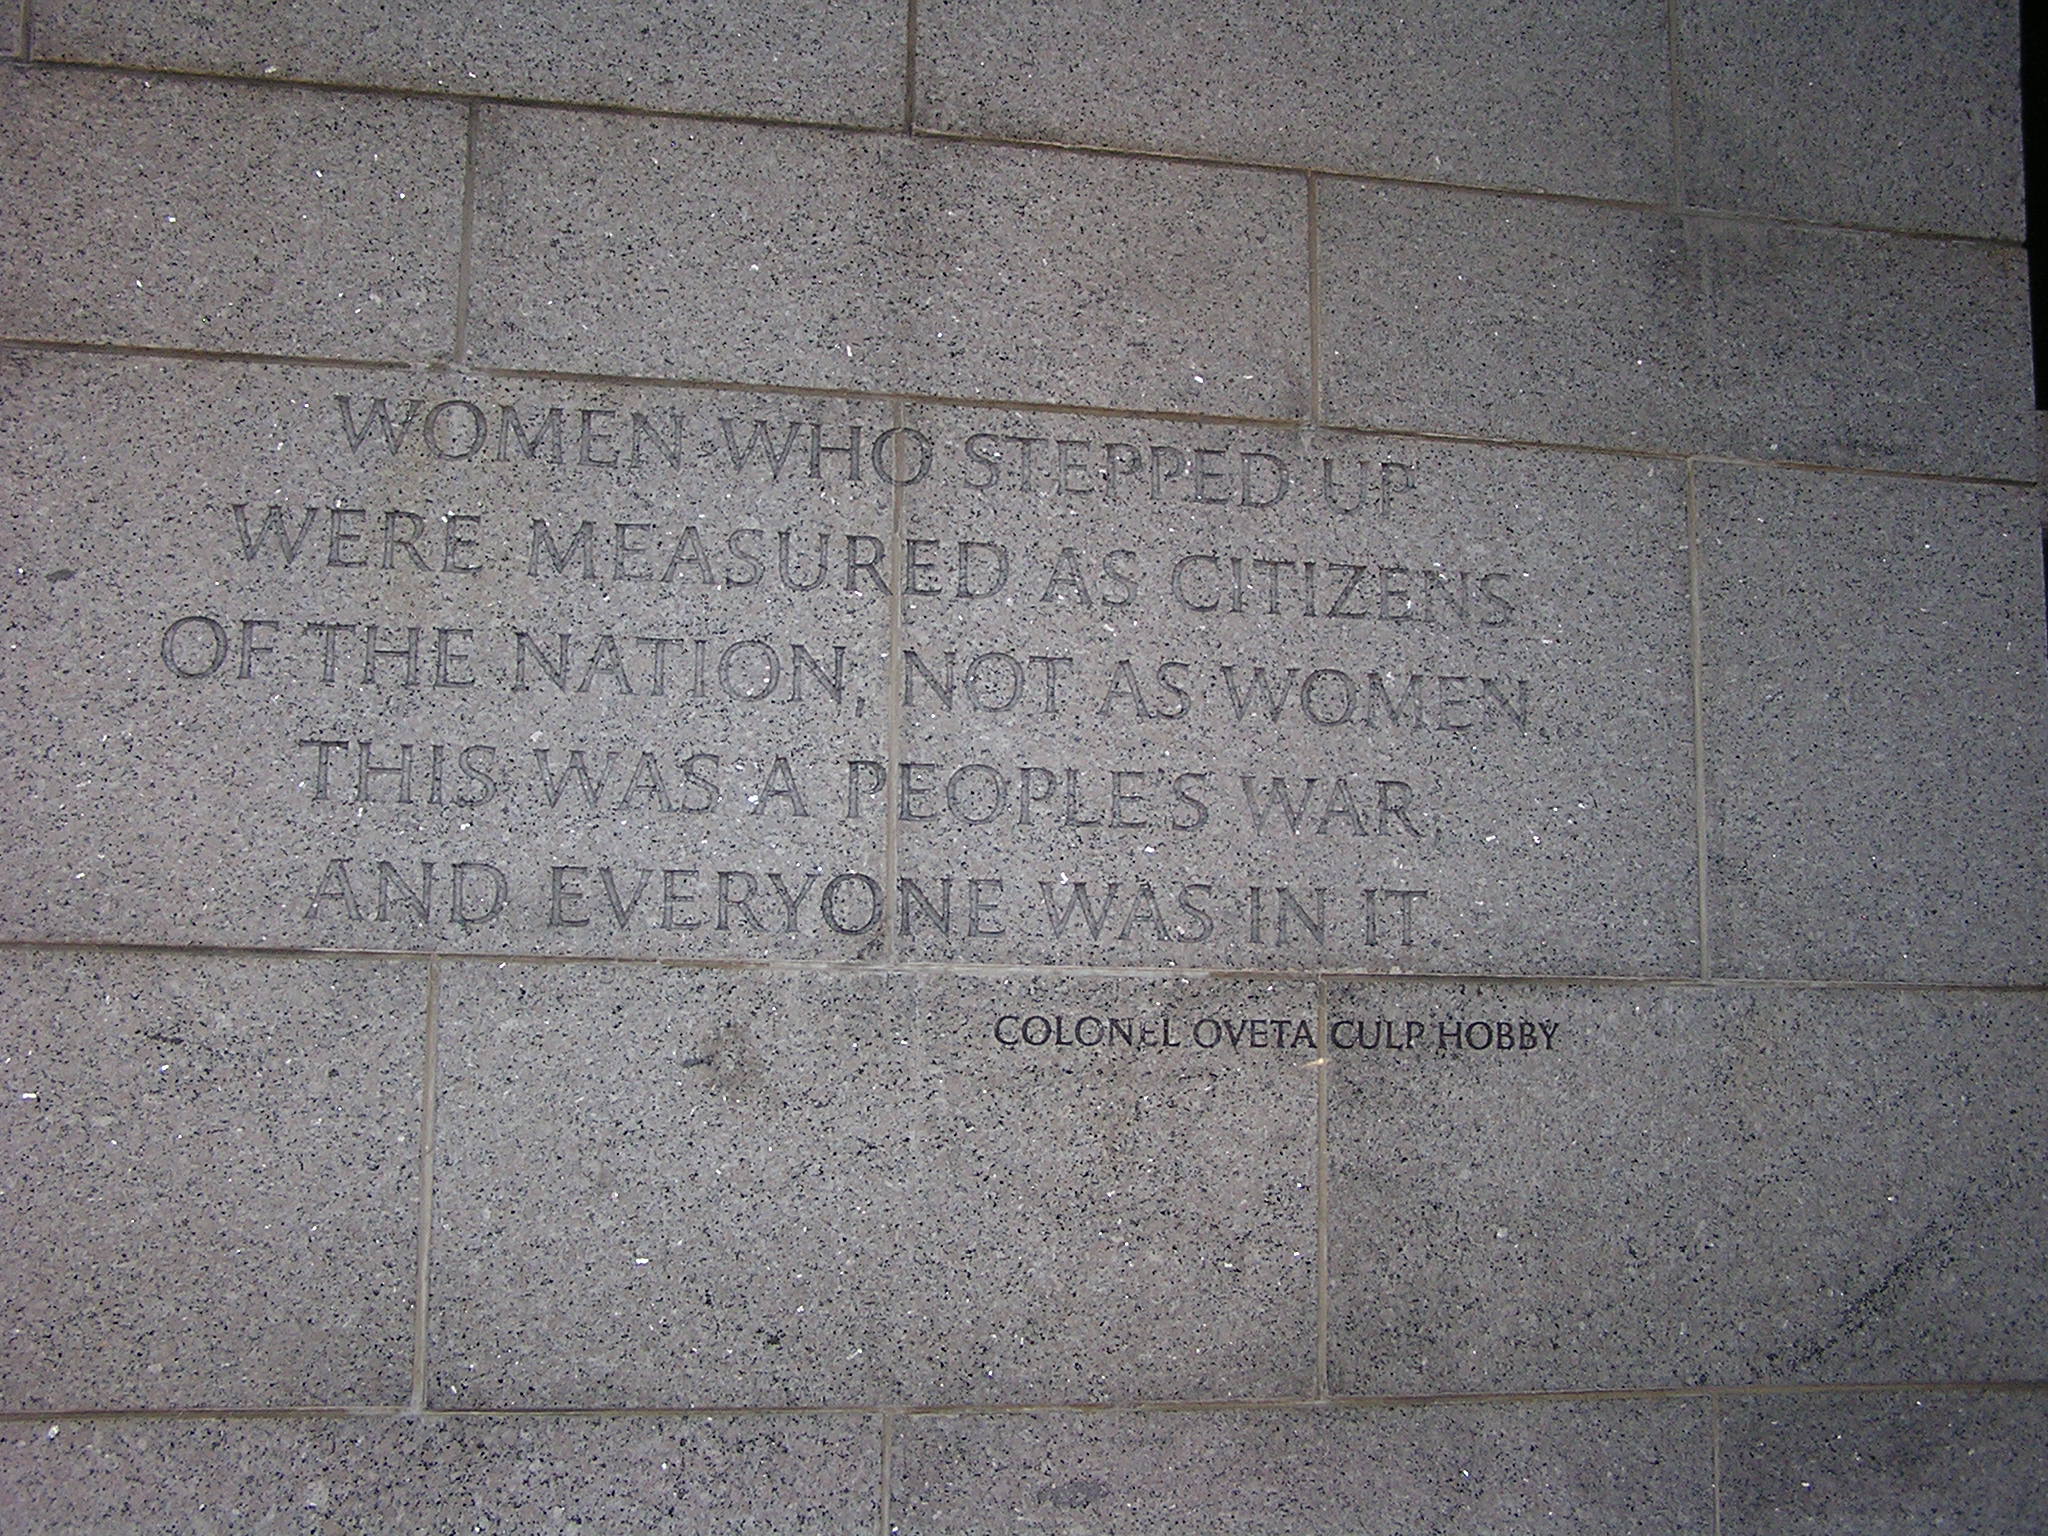 WOMEN WHO STEPPED UP
WERE MEASURED AS CITIZENS
OF THE NATION, NOT AS WOMEN
THIS WAS A PEOPLE'S WAR,
AND EVERYONE WAS IN IT
COLONEL OVETA CULP HOBBY